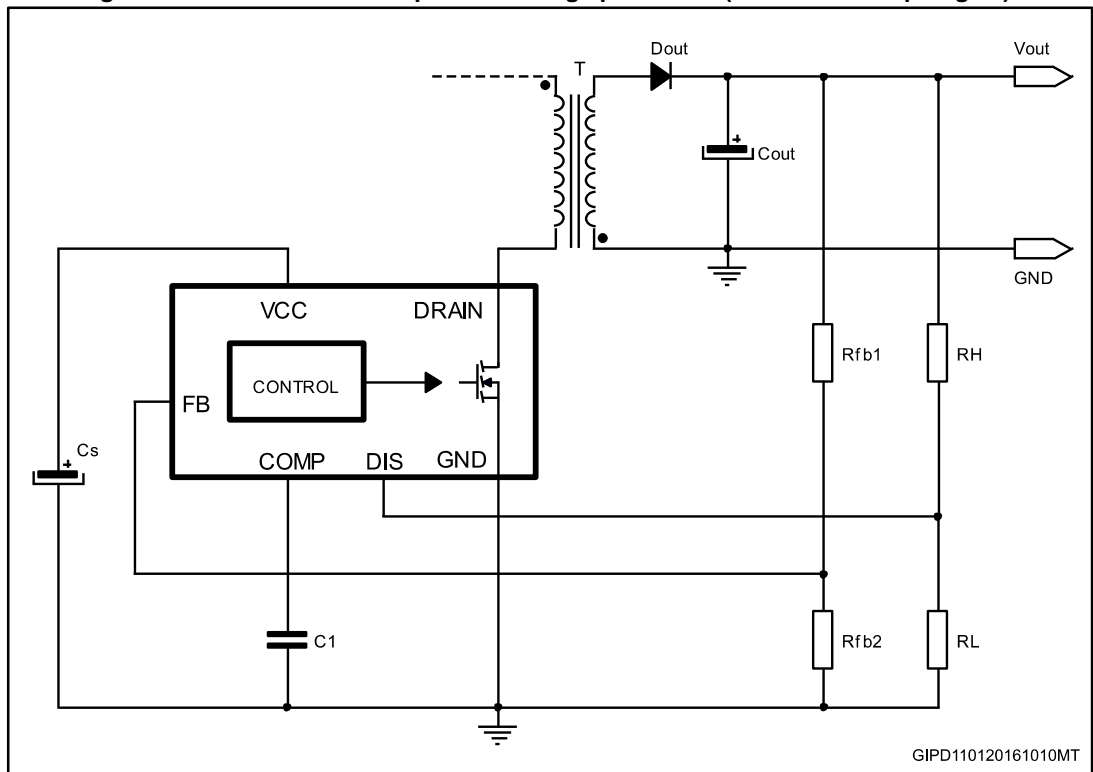 Dout
Vout
T
Cout
GND
VCC
DRAIN
CONTROL
FB
Rfb1
RH
Cs
COMP
DIS
GND
C1
Rfb2
RL
GIPD110120161010MT